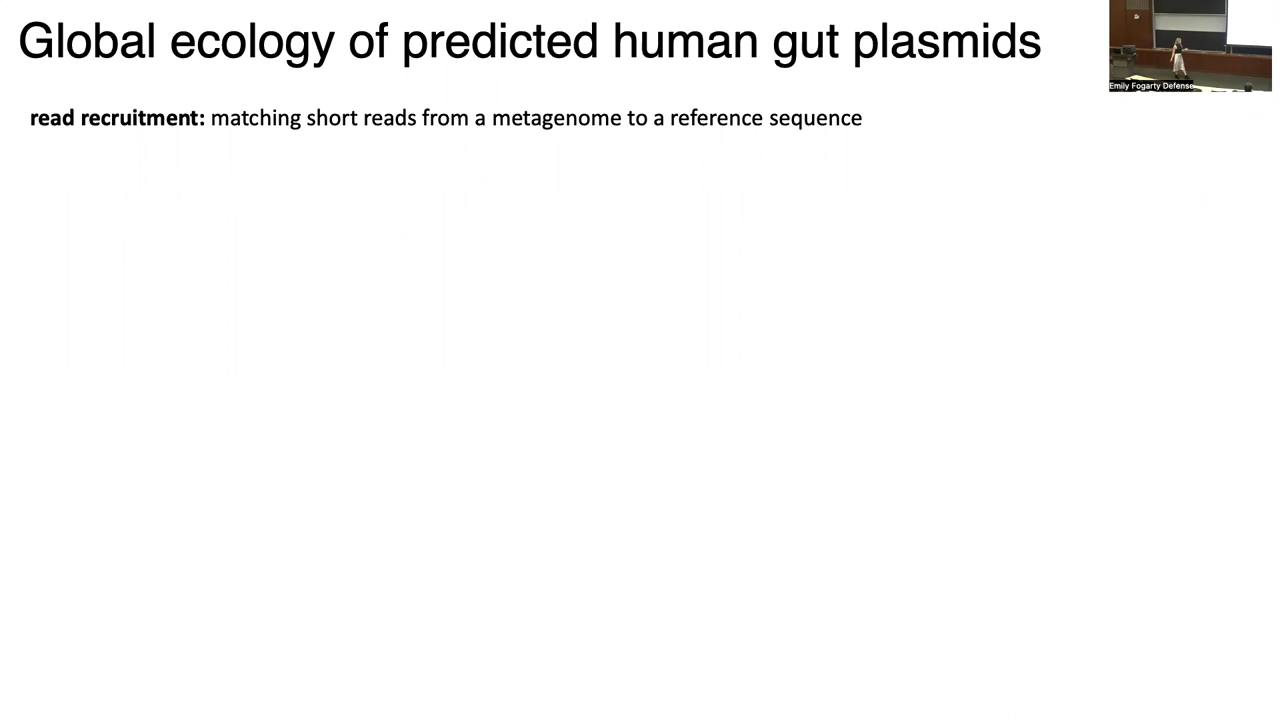 Global ecology of predicted human gut plasmids
read recruitment: matching short reads from a metagenome to a reference sequence
Emily Fogarty Defense